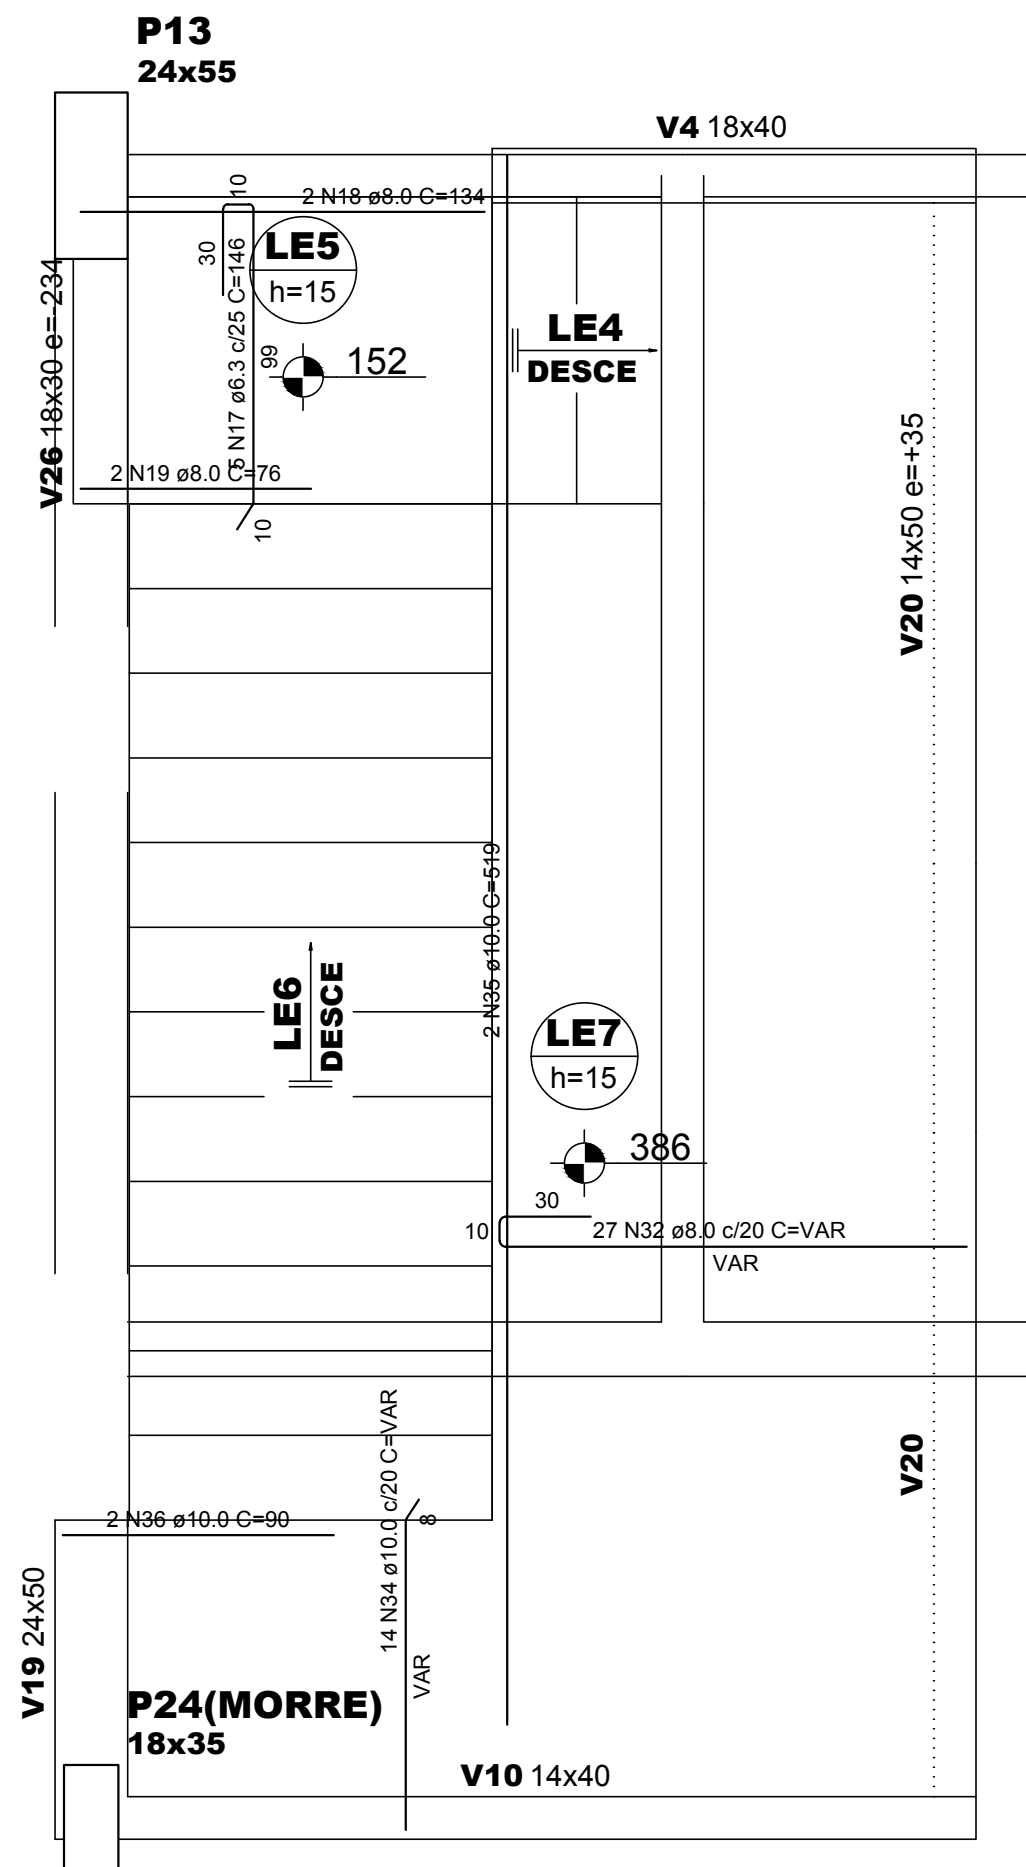 P13
24x55
V4 18x40
2 N18 ø8.0 C=134
10
30
5 N17 ø6.3 c/25 C=146
99
LE5
h=15
152
LE4
DESCE
V26 18x30 e=-234
2 N19 ø8.0 C=76
10
V20 14x50 e=+35
2 N35 ø10.0 C=519
LE6
DESCE
LE7
h=15
386
30
10
27 N32 ø8.0 c/20 C=VAR
VAR
14 N34 ø10.0 c/20 C=VAR
8
VAR
V20
2 N36 ø10.0 C=90
V19 24x50
P24(MORRE)
18x35
V10 14x40